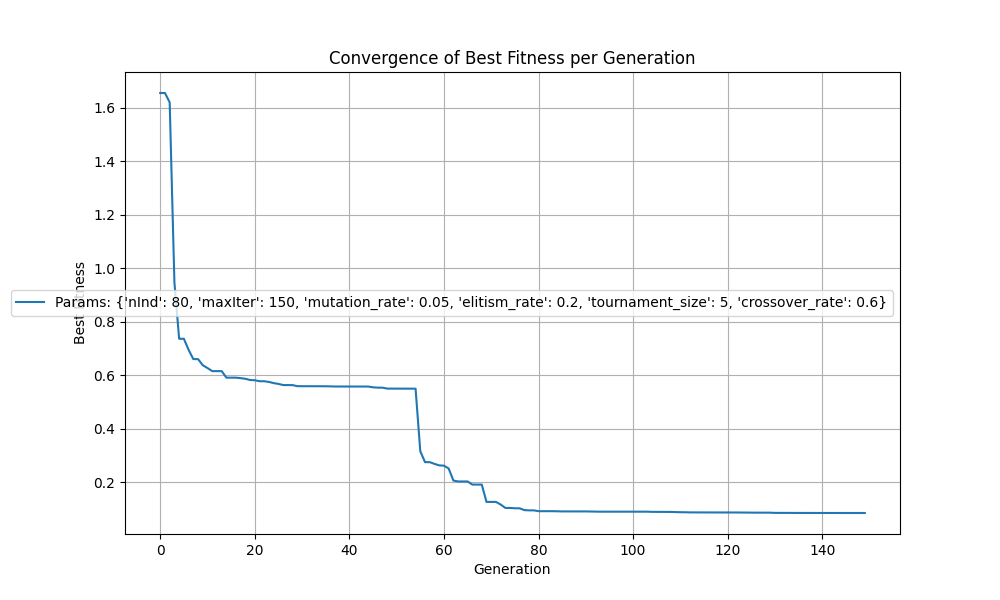 Convergence of Best Fitness per Generation
1.6
1.4
1.2
1.0
0.8
0.6
0.4
0.2
Best Fitness
Params: {'nInd': 80, 'maxIter': 150, 'mutation_rate': 0.05, 'elitism_rate': 0.2, 'tournament_size': 5, 'crossover_rate': 0.6}
0 20 40 60 80 100 120 140
Generation